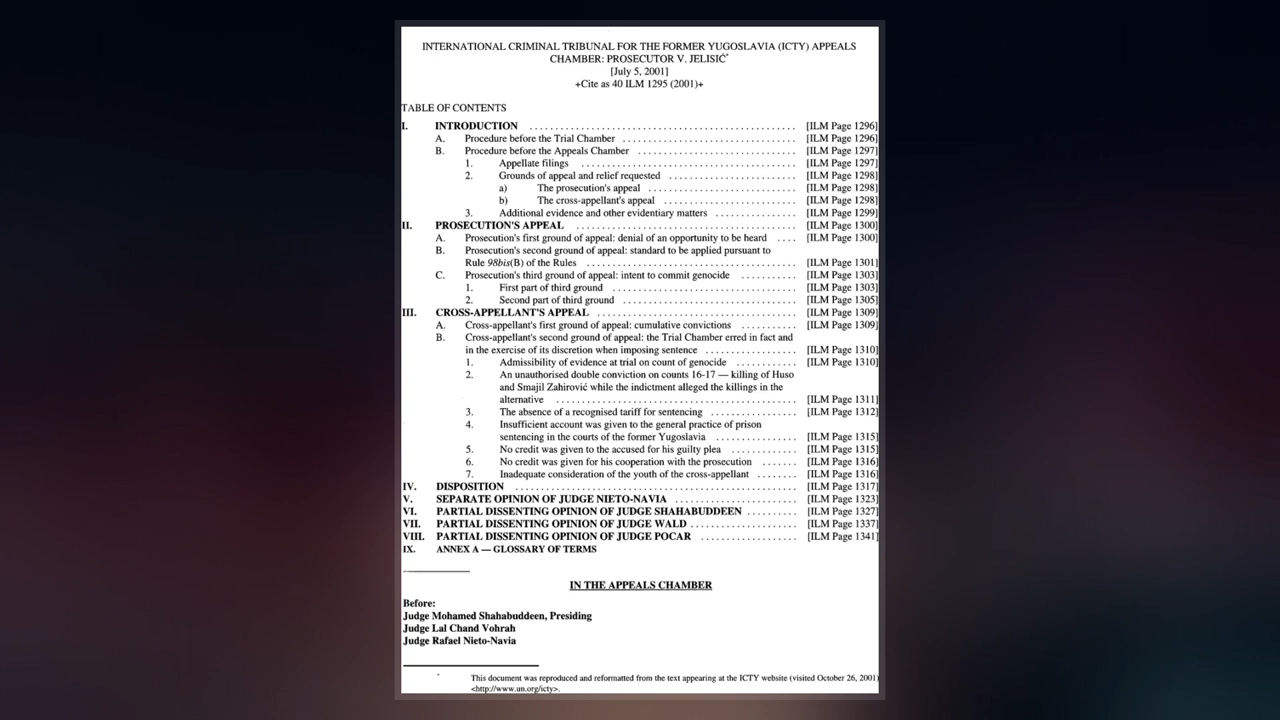 INTERNATIONAL CRIMINAL TRIBUNAL FOR THE FORMER YUGOSLAVIA (ICTY) APPEALS
CHAMBER: PROSECUTOR V. JELISIĆ*
[July 5, 2001]
+Cite as 40 ILM 1295 (2001)+
TABLE OF CONTENTS
I. INTRODUCTION [ILM Page 1296]
A. Procedure before the Trial Chamber [ILM Page 1296]
B. Procedure before the Appeals Chamber [ILM Page 1297]
1. Appellate filings [ILM Page 1297]
2. Grounds of appeal and relief requested [ILM Page 1298]
a) The prosecution's appeal [ILM Page 1298]
b) The cross-appellant's appeal [ILM Page 1298]
3. Additional evidence and other evidentiary matters [ILM Page 1299]
II. PROSECUTION'S APPEAL [ILM Page 1300]
A. Prosecution's first ground of appeal: denial of an opportunity to be heard [ILM Page 1300]
B. Prosecution's second ground of appeal: standard to be applied pursuant to
Rule 98bis(B) of the Rules [ILM Page 1301]
C. Prosecution's third ground of appeal: intent to commit genocide [ILM Page 1303]
1. First part of third ground [ILM Page 1303]
2. Second part of third ground [ILM Page 1305]
III. CROSS-APPELLANT'S APPEAL [ILM Page 1309]
A. Cross-appellant's first ground of appeal: cumulative convictions [ILM Page 1309]
B. Cross-appellant's second ground of appeal: the Trial Chamber erred in fact and
in the exercise of its discretion when imposing sentence [ILM Page 1310]
1. Admissibility of evidence at trial on count of genocide [ILM Page 1310]
2. An unauthorised double conviction on counts 16-17 — killing of Huso
and Smajil Zahirović while the indictment alleged the killings in the
alternative [ILM Page 1311]
3. The absence of a recognised tariff for sentencing [ILM Page 1312]
4. Insufficient account was given to the general practice of prison
sentencing in the courts of the former Yugoslavia [ILM Page 1315]
5. No credit was given to the accused for his guilty plea [ILM Page 1315]
6. No credit was given for his cooperation with the prosecution [ILM Page 1316]
7. Inadequate consideration of the youth of the cross-appellant [ILM Page 1316]
IV. DISPOSITION [ILM Page 1317]
V. SEPARATE OPINION OF JUDGE NIETO-NAVIA [ILM Page 1323]
VI. PARTIAL DISSENTING OPINION OF JUDGE SHAHABUDDEEN [ILM Page 1327]
VII. PARTIAL DISSENTING OPINION OF JUDGE WALD [ILM Page 1337]
VIII. PARTIAL DISSENTING OPINION OF JUDGE POCAR [ILM Page 1341]
IX. ANNEX A — GLOSSARY OF TERMS
IN THE APPEALS CHAMBER
Before:
Judge Mohamed Shahabuddeen, Presiding
Judge Lal Chand Vohrah
Judge Rafael Nieto-Navia
* This document was reproduced and reformatted from the text appearing at the ICTY website (visited October 26, 2001)
<http://www.un.org/icty>.